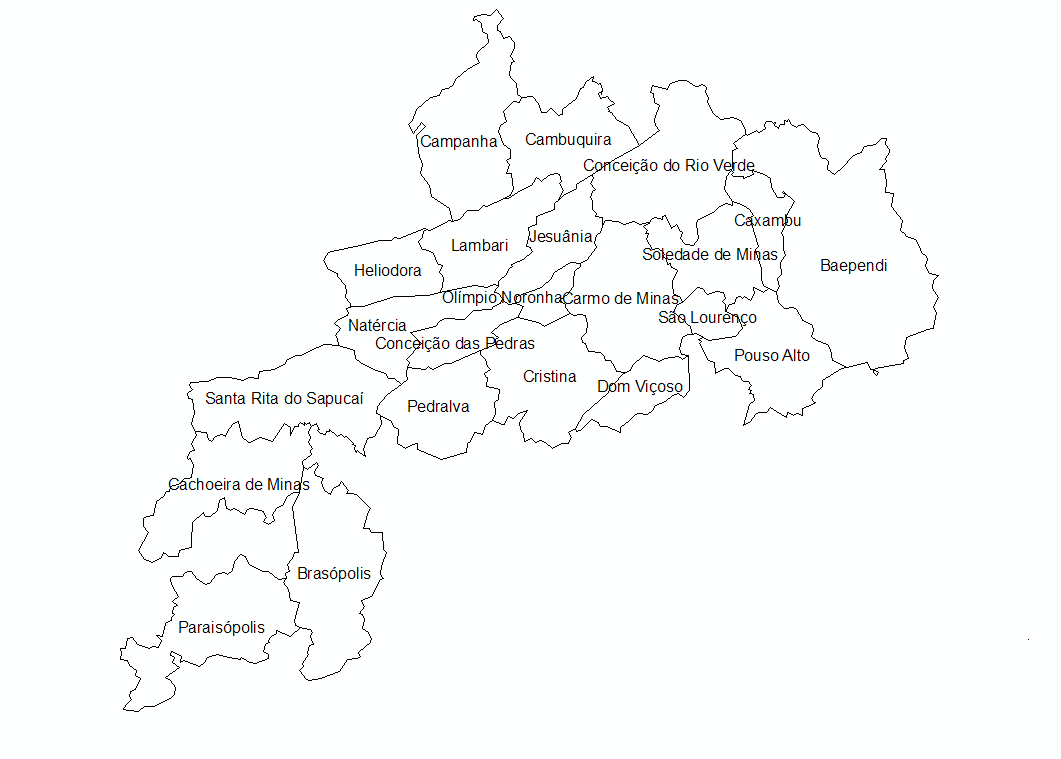 Campanha
Cambuquira
Conceição do Rio Verde
Caxambu
Jesuânia
Lambari
Soledade de Minas
Baependi
Heliodora
Olímpio Noronha
Carmo de Minas
São Lourenço
Natércia
Conceição das Pedras
Pouso Alto
Cristina
Dom Viçoso
Santa Rita do Sapucaí
Pedralva
Cachoeira de Minas
Brasópolis
Paraisópolis